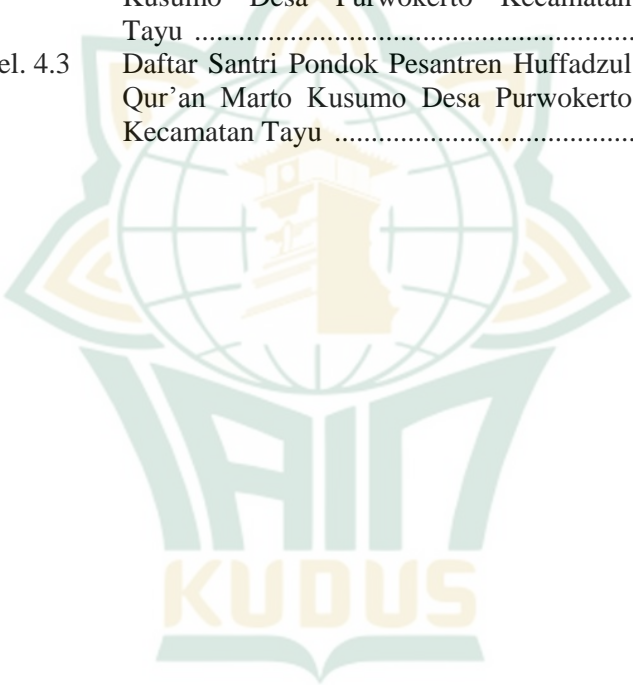 Kusumo Desa Purwokerto Kecamatan
Tayu ............................................................
el. 4.3 Daftar Santri Pondok Pesantren Huffadzul
Qur'an Marto Kusumo Desa Purwokerto
Kecamatan Tayu .........................................
IAIN
KUDUS